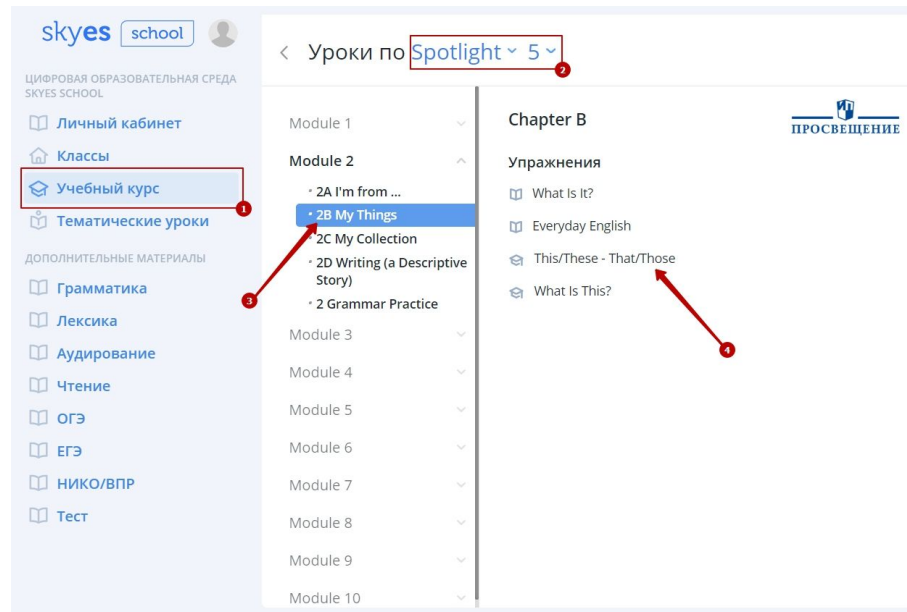 skyes school
ЦИФРОВАЯ ОБРАЗОВАТЕЛЬНАЯ СРЕДА
SKYES SCHOOL
Личный кабинет
Классы
Учебный курс
1
Тематические уроки
ДОПОЛНИТЕЛЬНЫЕ МАТЕРИАЛЫ
Грамматика
Лексика
Аудирование
Чтение
ОГЭ
ЕГЭ
НИКО/ВПР
Тест
Уроки по Spotlight 5
2
Module 1
Module 2
2A I'm from ...
2B My Things
2C My Collection
2D Writing (a Descriptive
Story)
2 Grammar Practice
3
Module 3
Module 4
Module 5
Module 6
Module 7
Module 8
Module 9
Module 10
Chapter B
ПРОСВЕЩЕНИЕ
Упражнения
What Is It?
Everyday English
This/These - That/Those
What Is This?
4